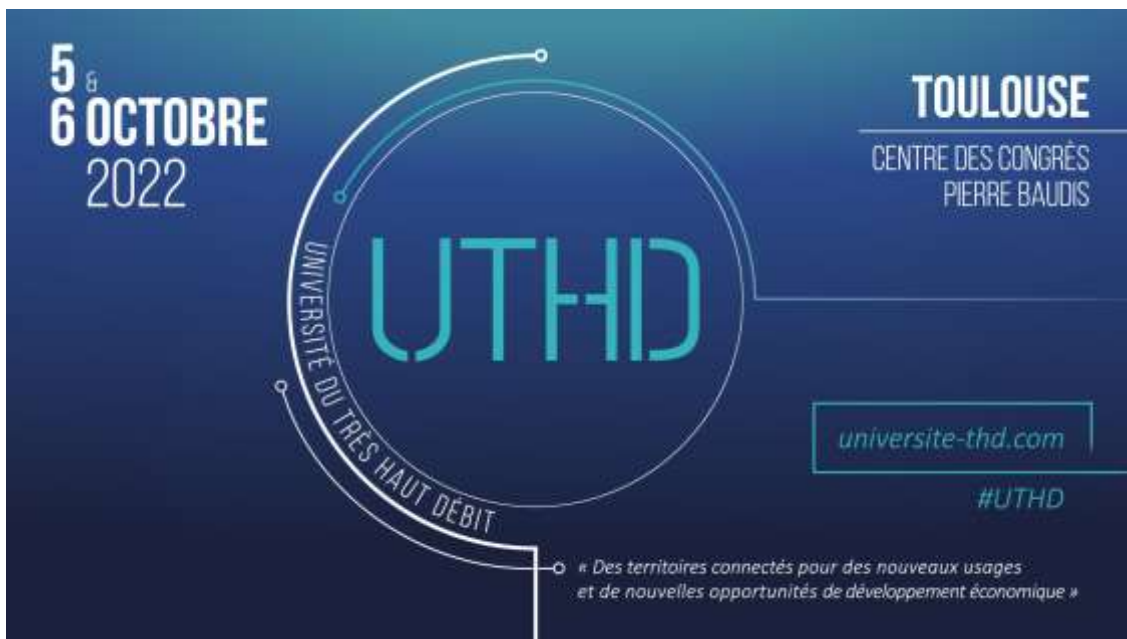 5 &
6 OCTOBRE
2022
TOULOUSE
CENTRE DES CONGRÈS
PIERRE BAUDIS
UTHD
UNIVERSITÉ DU TRÈS HAUT DÉBIT
universite-thd.com
#UTHD
« Des territoires connectés pour des nouveaux usages
et de nouvelles opportunités de développement économique »